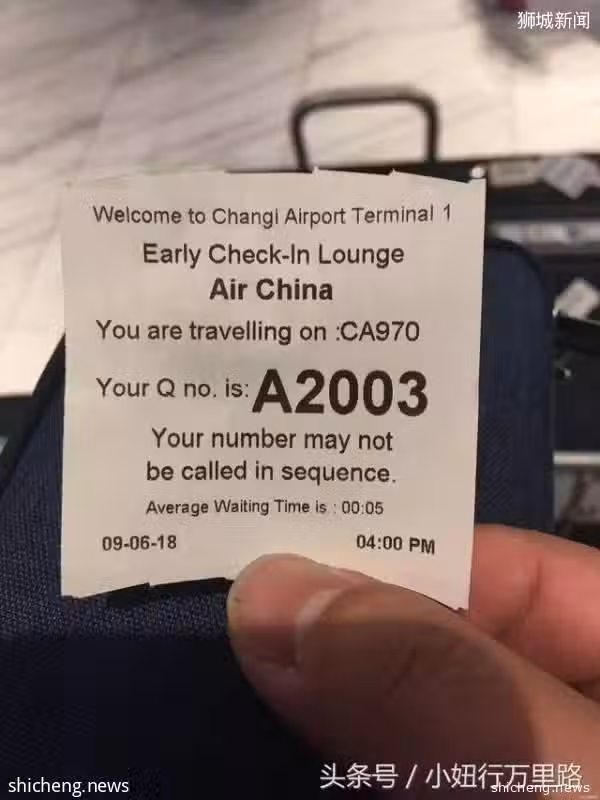 狮城新闻
Welcome to Changi Airport Terminal 1
Early Check-In Lounge
Air China
You are travelling on :CA970
Your Q no. is:A2003
Your number may not
be called in sequence.
Average Waiting Time is : 00:05
09-06-18 04:00 PM
头条号 / 小妞行万里路
shicheng.news shicheng.news